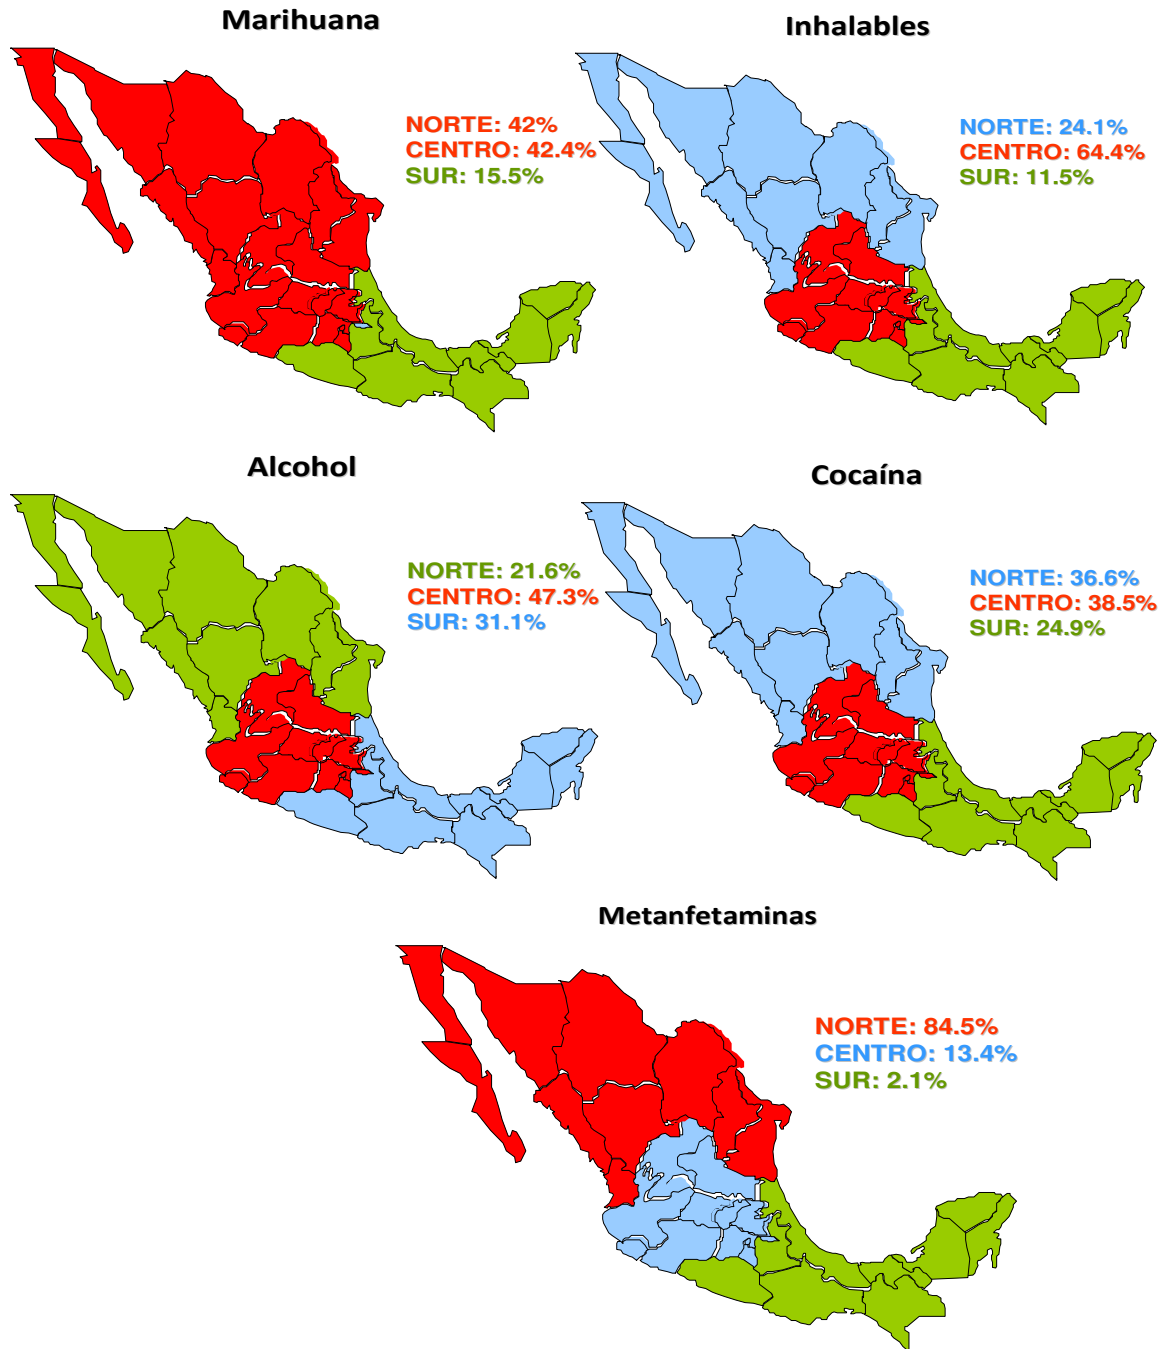 Marihuana
NORTE: 42%
CENTRO: 42.4%
SUR: 15.5%
Inhalables
NORTE: 24.1%
CENTRO: 64.4%
SUR: 11.5%
Alcohol
NORTE: 21.6%
CENTRO: 47.3%
SUR: 31.1%
Cocaína
NORTE: 36.6%
CENTRO: 38.5%
SUR: 24.9%
Metanfetaminas
NORTE: 84.5%
CENTRO: 13.4%
SUR: 2.1%